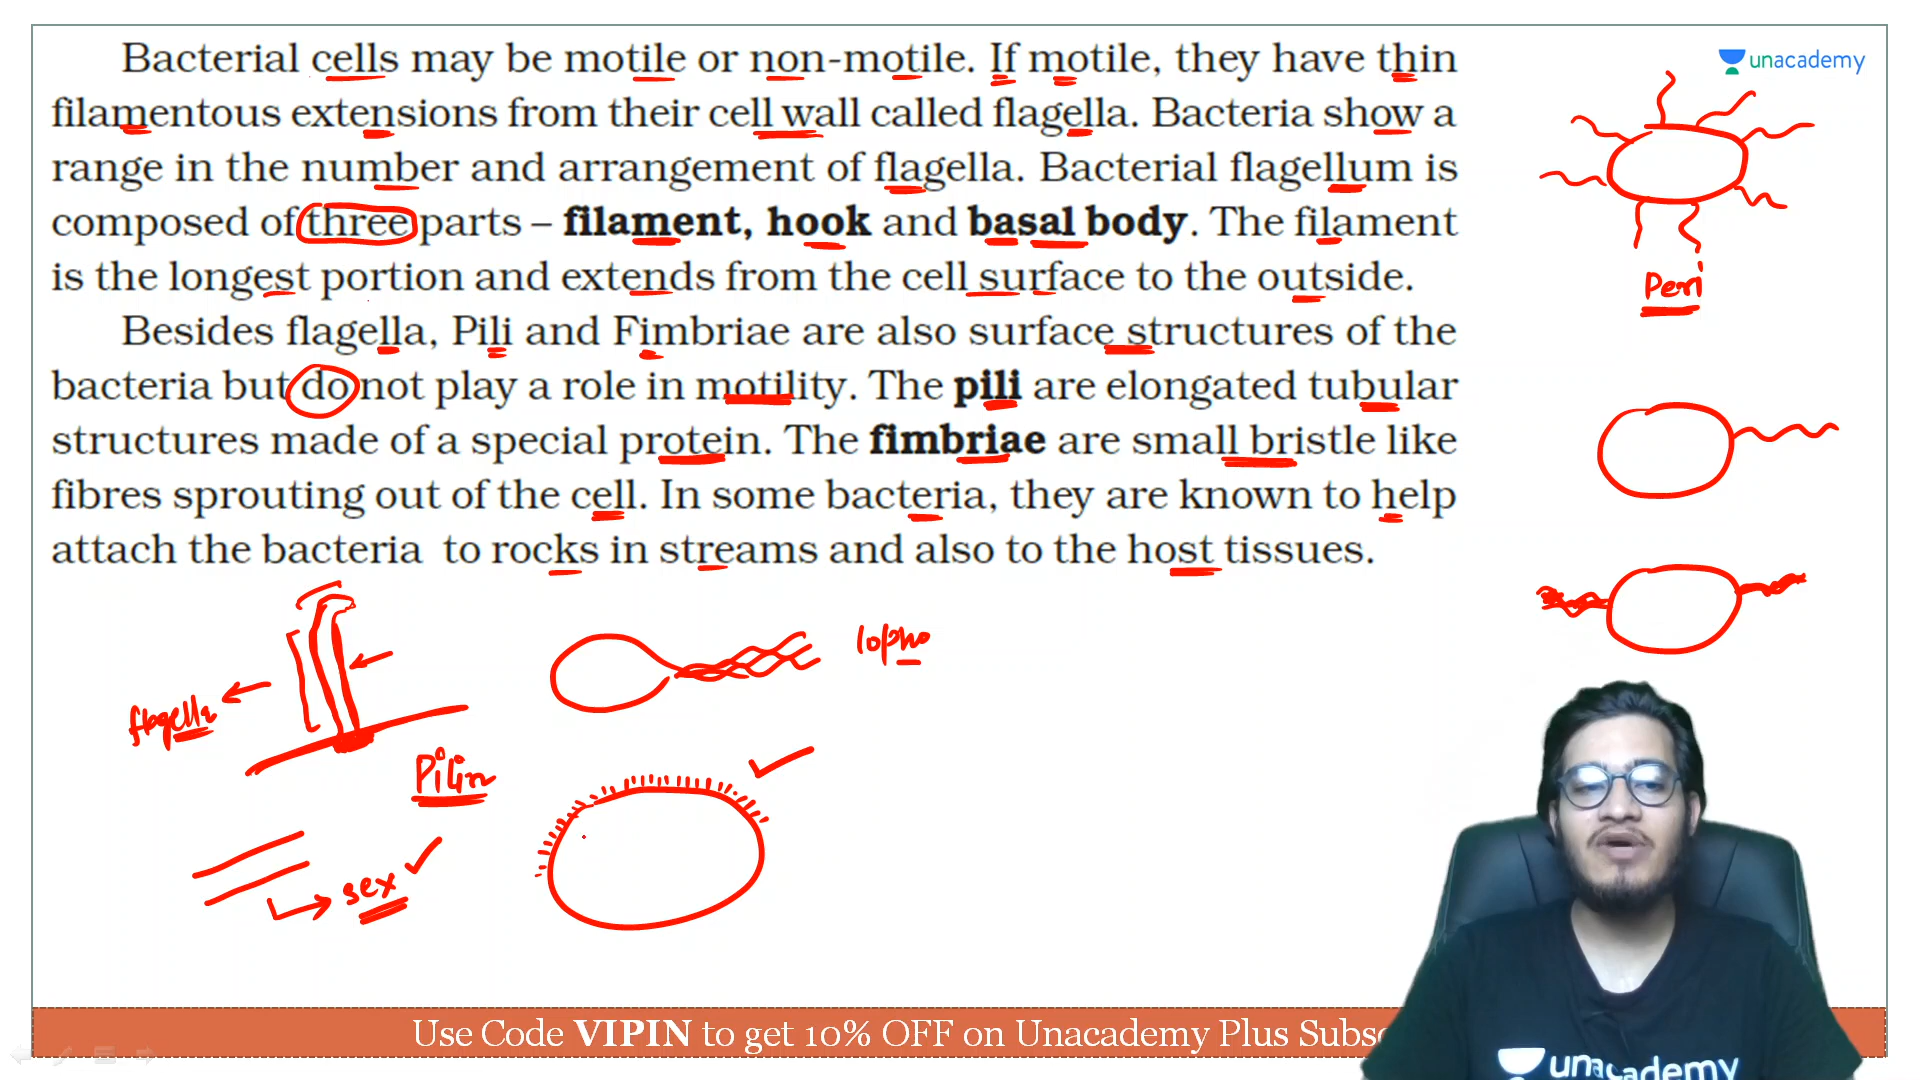 Bacterial cells may be motile or non-motile. If motile, they have thin
filamentous extensions from their cell wall called flagella. Bacteria show a
range in the number and arrangement of flagella. Bacterial flagellum is
composed of three parts – filament, hook and basal body. The filament
is the longest portion and extends from the cell surface to the outside.
Besides flagella, Pili and Fimbriae are also surface structures of the
bacteria but do not play a role in motility. The pili are elongated tubular
structures made of a special protein. The fimbriae are small bristle like
fibres sprouting out of the cell. In some bacteria, they are known to help
attach the bacteria to rocks in streams and also to the host tissues.
unacademy
Peri
lopho
flagella
Pilin
sex
Use Code VIPIN to get 10% OFF on Unacademy Plus Subsc
unacademy